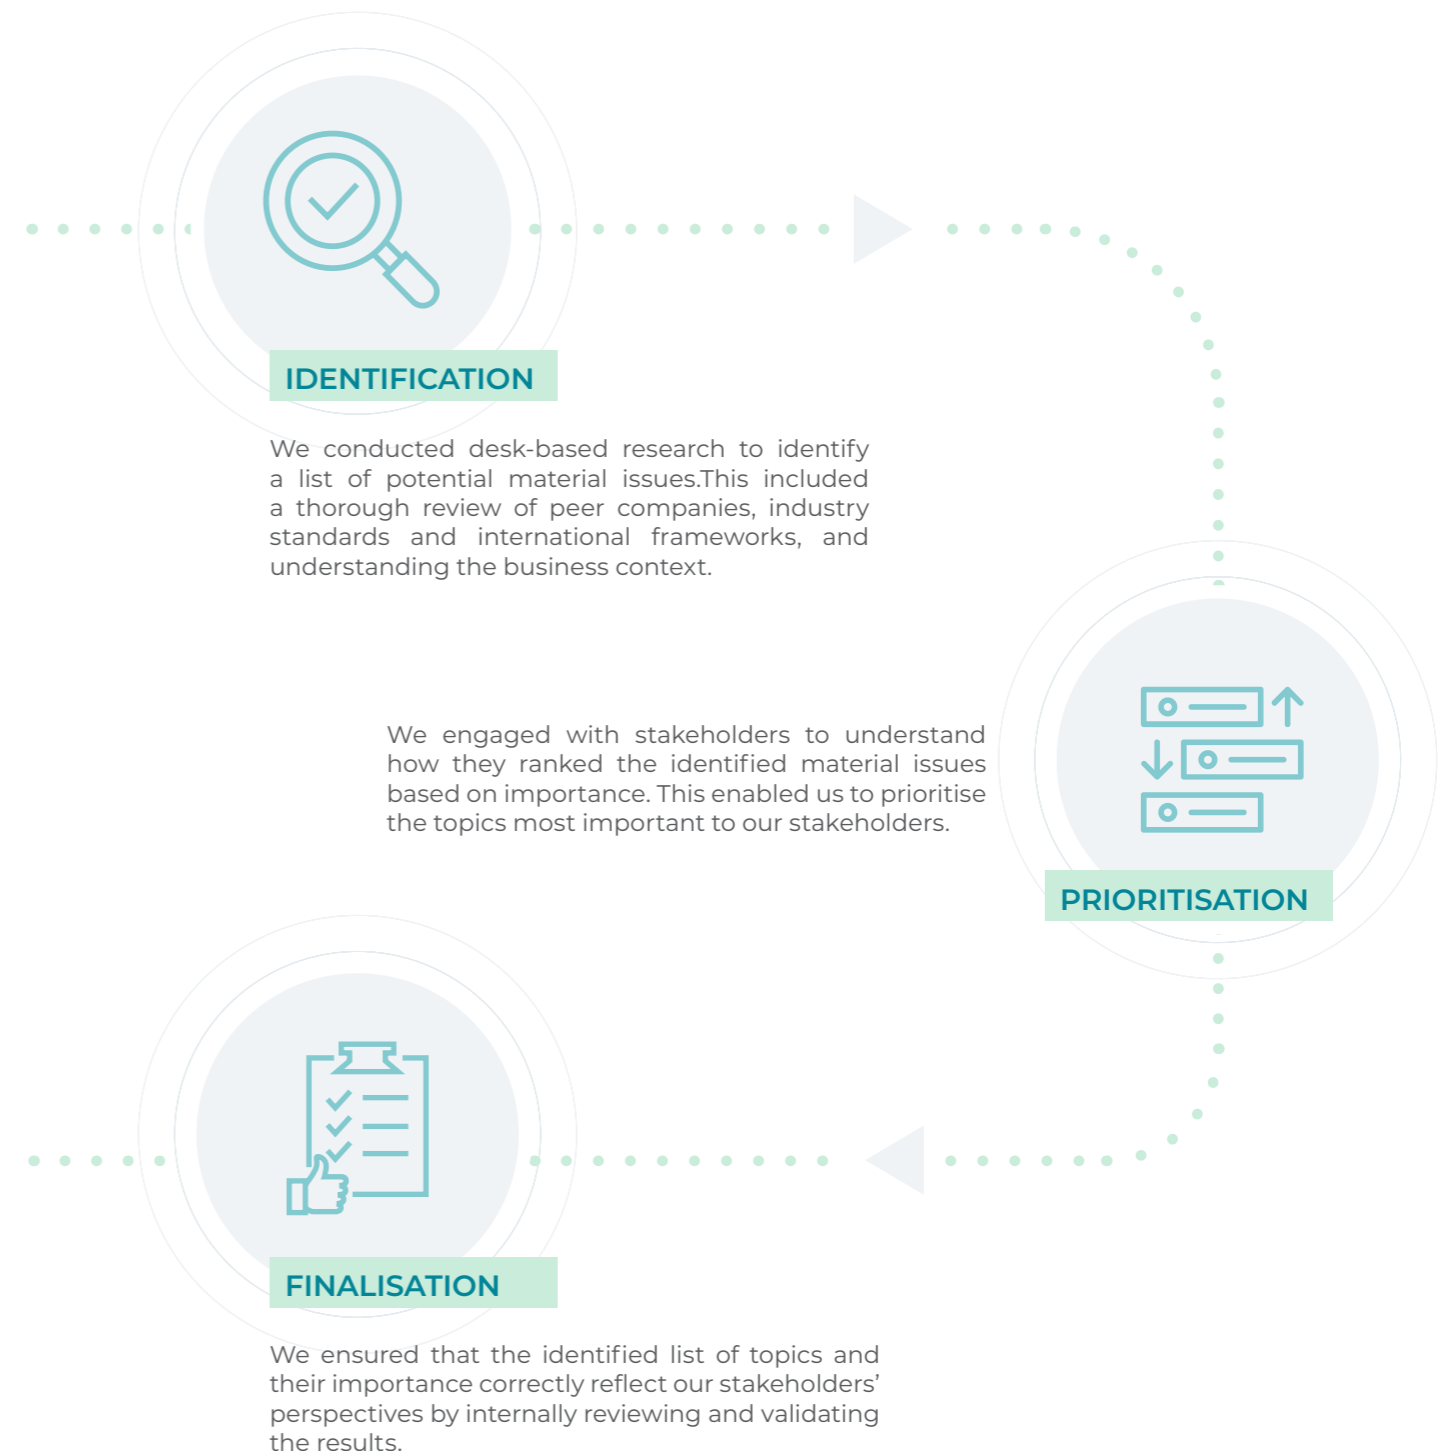 IDENTIFICATION
We conducted desk-based research to identify
a list of potential material issues.This included
a thorough review of peer companies, industry
standards and international frameworks, and
understanding the business context.
We engaged with stakeholders to understand
how they ranked the identified material issues
based on importance. This enabled us to prioritise
the topics most important to our stakeholders.
PRIORITISATION
FINALISATION
We ensured that the identified list of topics and
their importance correctly reflect our stakeholders’
perspectives by internally reviewing and validating
the results.